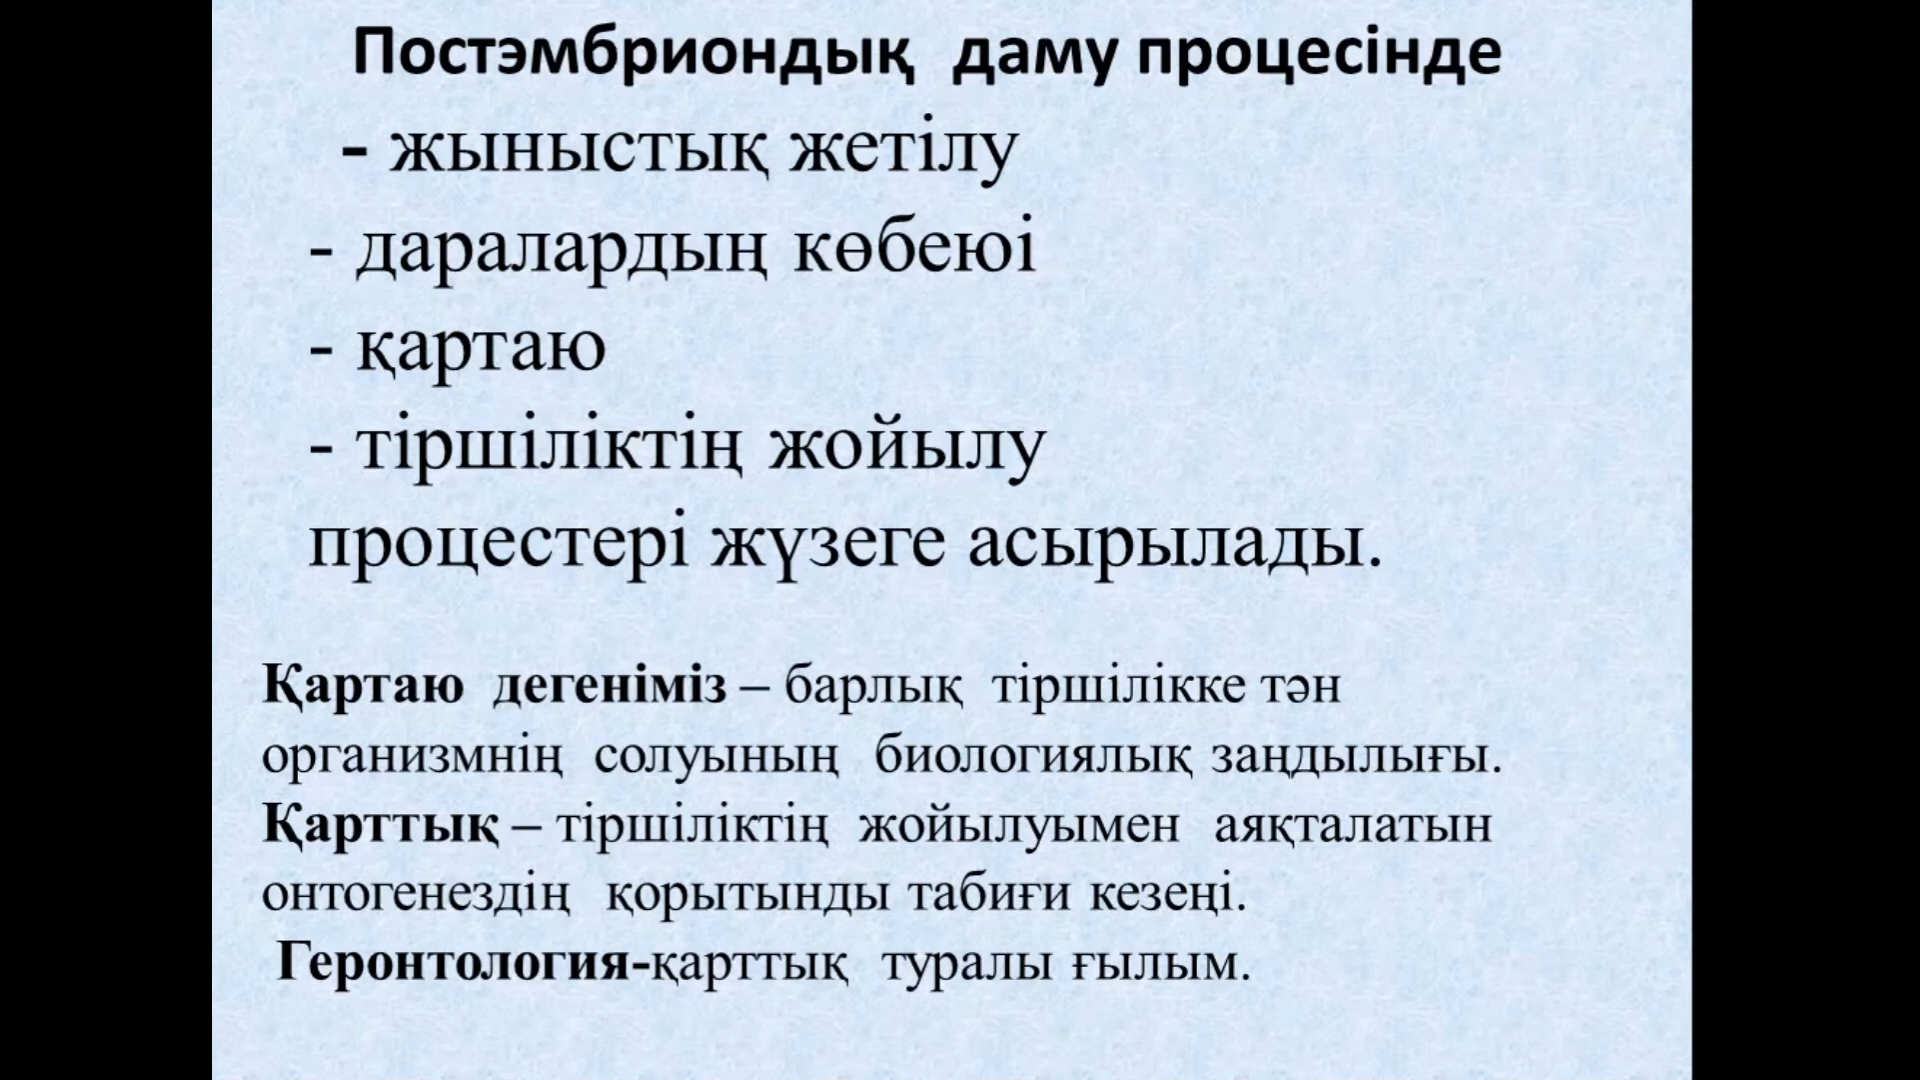 Постэмбриондық даму процесінде
- жыныстық жетілу
- даралардың көбеюі
- қартаю
- тіршіліктің жойылу
процестері жүзеге асырылады.
Қартаю дегеніміз – барлық тіршілікке тән
организмнің солуының биологиялық заңдылығы.
Қарттық – тіршіліктің жойылуымен аяқталатын
онтогенездің қорытынды табиғи кезеңі.
Геронтология-қарттық туралы ғылым.